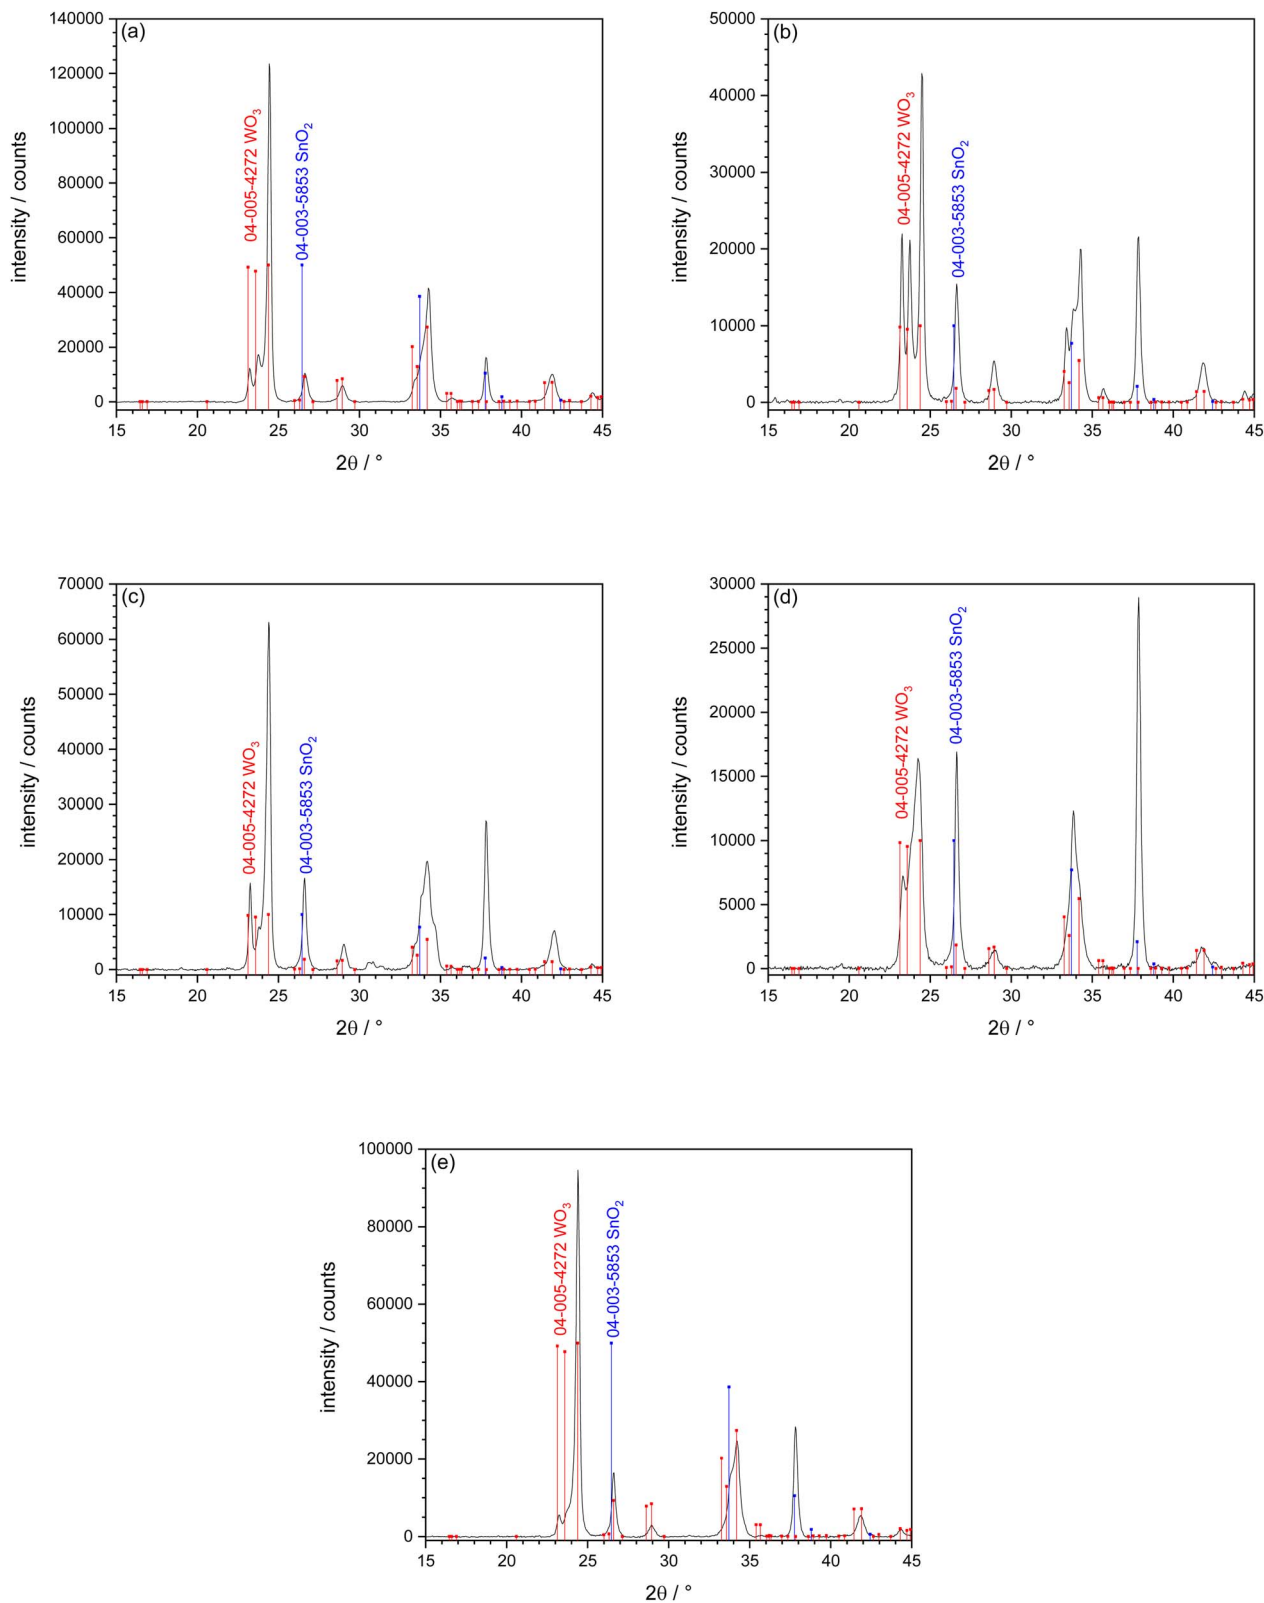 (a)
140000
120000
100000
80000
60000
40000
20000
0
intensity / counts
04-005-4272 WO₃
04-003-5853 SnO₂
15 20 25 30 35 40 45
2θ / °
(b)
50000
40000
30000
20000
10000
0
intensity / counts
04-005-4272 WO₃
04-003-5853 SnO₂
15 20 25 30 35 40 45
2θ / °
(c)
70000
60000
50000
40000
30000
20000
10000
0
intensity / counts
04-005-4272 WO₃
04-003-5853 SnO₂
15 20 25 30 35 40 45
2θ / °
(d)
30000
25000
20000
15000
10000
5000
0
intensity / counts
04-005-4272 WO₃
04-003-5853 SnO₂
15 20 25 30 35 40 45
2θ / °
(e)
100000
80000
60000
40000
20000
0
intensity / counts
04-005-4272 WO₃
04-003-5853 SnO₂
15 20 25 30 35 40 45
2θ / °